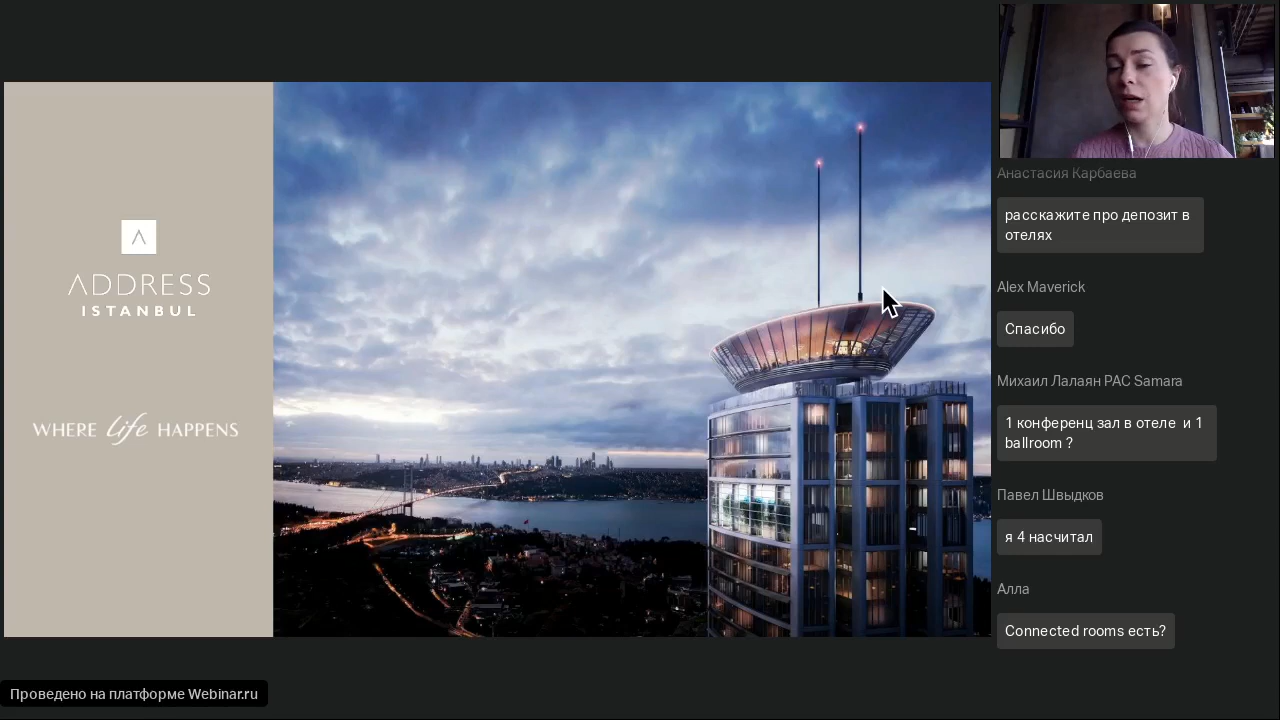 ADDRESS
ISTANBUL
WHERE life HAPPENS
Анастасия Карбаева
расскажите про депозит в
отелях
Alex Maverick
Спасибо
Михаил Лалаян PAC Samara
1 конференц зал в отеле и 1
ballroom ?
Павел Швыдков
я 4 насчитал
Алла
Connected rooms есть?
Проведено на платформе Webinar.ru